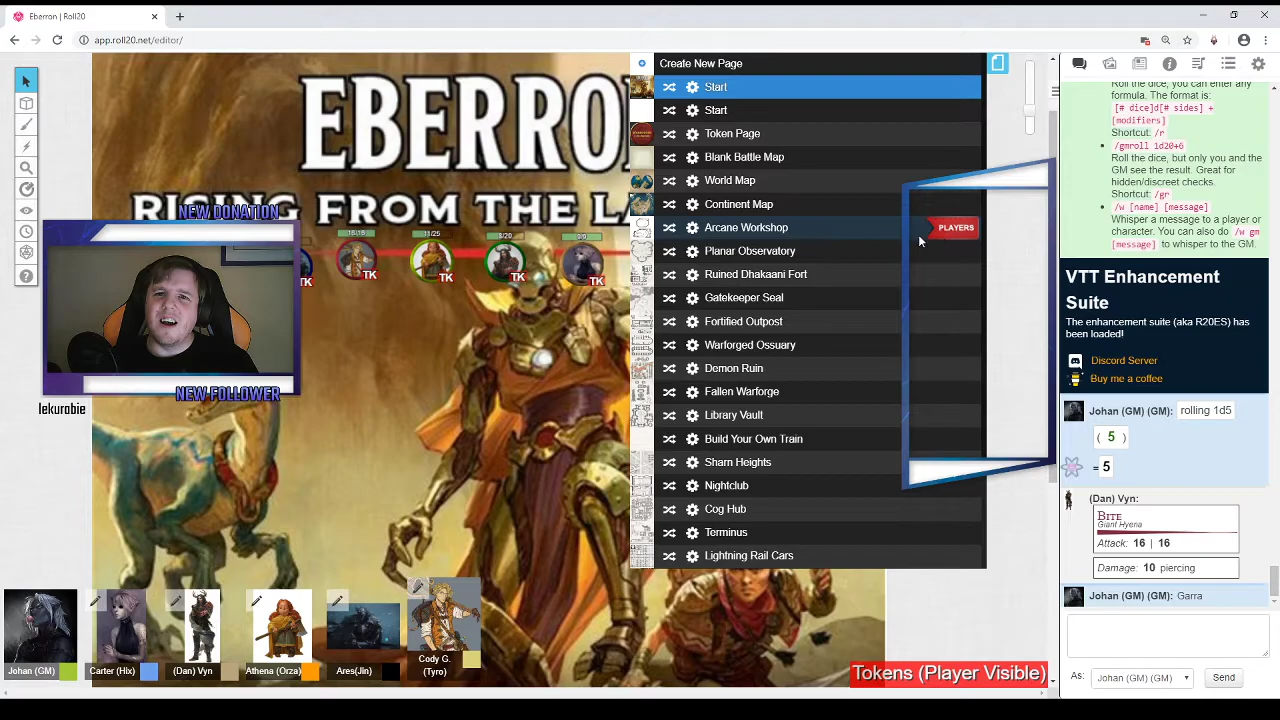 Eberron | Roll20
app.roll20.net/editor/
EBERRO
RISING FROM THE LA
NEW DONATION
NEW FOLLOWER
lekurabie
16/16
11/25
8/20
TK
TK
TK
TK
TK
Create New Page
Start
Start
Token Page
Blank Battle Map
World Map
Continent Map
Arcane Workshop
PLAYERS
Planar Observatory
Ruined Dhakaani Fort
Gatekeeper Seal
Fortified Outpost
Warforged Ossuary
Demon Ruin
Fallen Warforge
Library Vault
Build Your Own Train
Sharn Heights
Nightclub
Cog Hub
Terminus
Lightning Rail Cars
Johan (GM)
Carter (Hix)
(Dan) Vyn
Athena (Orza)
Ares(Jin)
Cody G.
(Tyro)
Tokens (Player Visible)
Roll the dice, you can enter any
formula. The format is:
[# dice]d[# sides] +
[modifiers]
Shortcut: /r
/gmroll 1d20+6
Roll the dice, but only you and the
GM see the result. Great for
hidden/discreet checks.
Shortcut: /gr
/w [name] [message]
Whisper a message to a player or
character. You can also do /w gm
[message] to whisper to the GM.
VTT Enhancement
Suite
The enhancement suite (aka R20ES) has
been loaded!
Discord Server
Buy me a coffee
Johan (GM) (GM): rolling 1d5
( 5 )
= 5
(Dan) Vyn:
BITE
Giant Hyena
Attack: 16 | 16
Damage: 10 piercing
Johan (GM) (GM): Garra
As: Johan (GM) (GM)
Send